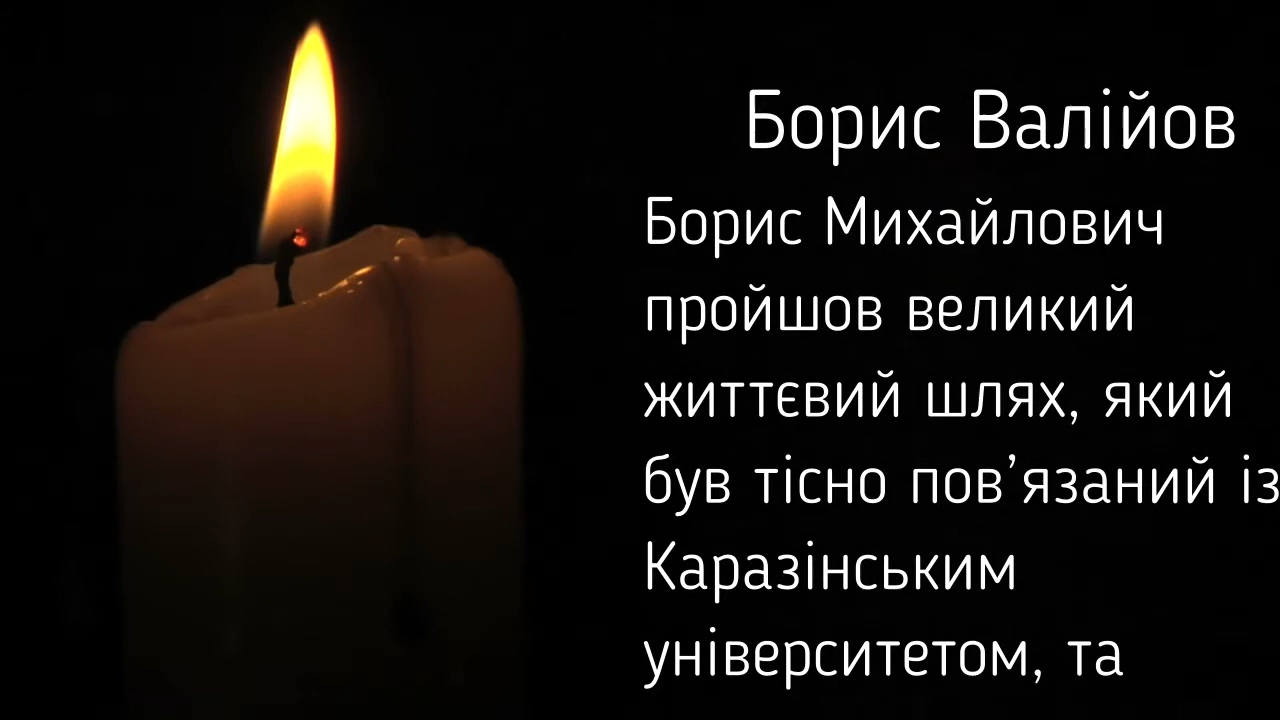 Борис Валійов
Борис Михайлович
пройшов великий
життєвий шлях, який
був тісно пов’язаний із
Каразінським
університетом, та